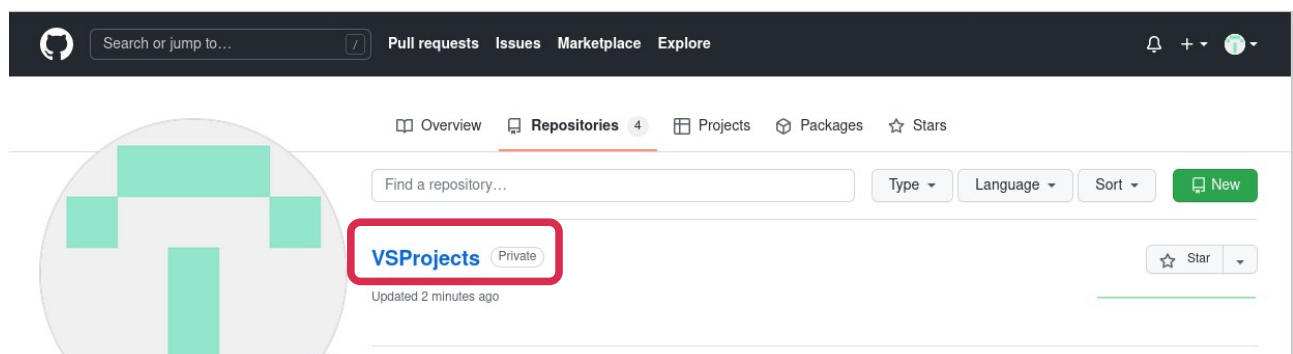 Search or jump to… / Pull requests Issues Marketplace Explore
Overview Repositories 4 Projects Packages Stars
Find a repository… Type Language Sort New
VSProjects Private Star
Updated 2 minutes ago